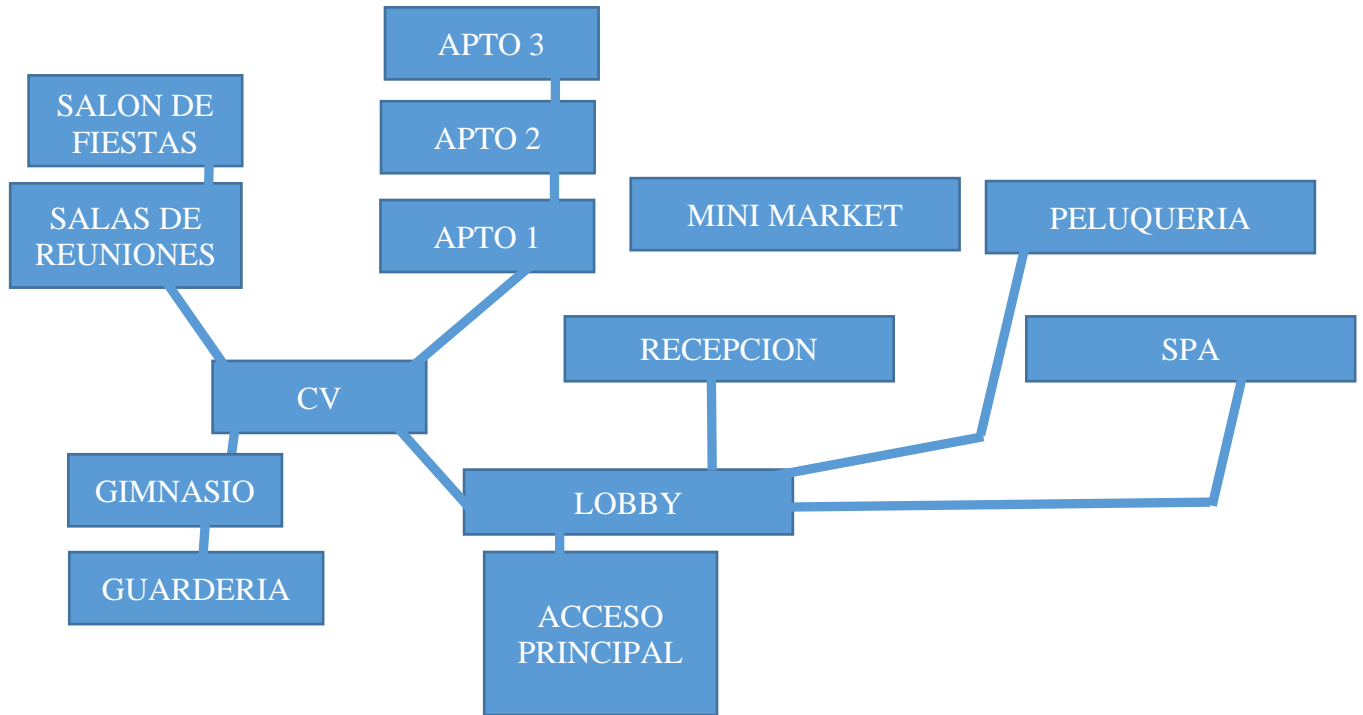 APTO 3
SALON DE
FIESTAS
APTO 2
SALAS DE
REUNIONES
APTO 1
MINI MARKET
PELUQUERIA
RECEPCION
SPA
CV
GIMNASIO
LOBBY
GUARDERIA
ACCESO
PRINCIPAL